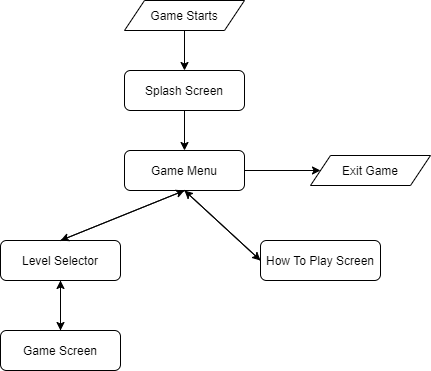 Game Starts
Splash Screen
Game Menu
Exit Game
Level Selector
How To Play Screen
Game Screen